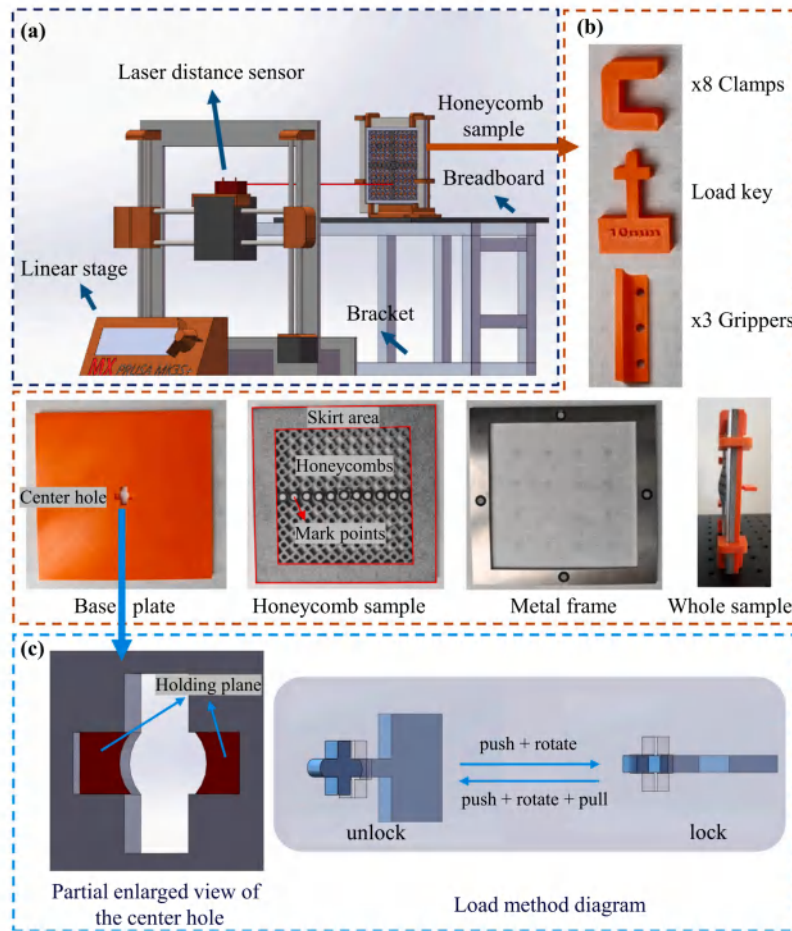 (a)
Laser distance sensor
Honeycomb
sample
Breadboard
Linear stage
Bracket
MK
(b)
x8 Clamps
Load key
10mm
x3 Grippers
Skirt area
Honeycombs
Center hole
Mark points
Base plate
Honeycomb sample
Metal frame
Whole sample
(c)
Holding plane
push + rotate
push + rotate + pull
unlock
lock
Partial enlarged view of
the center hole
Load method diagram